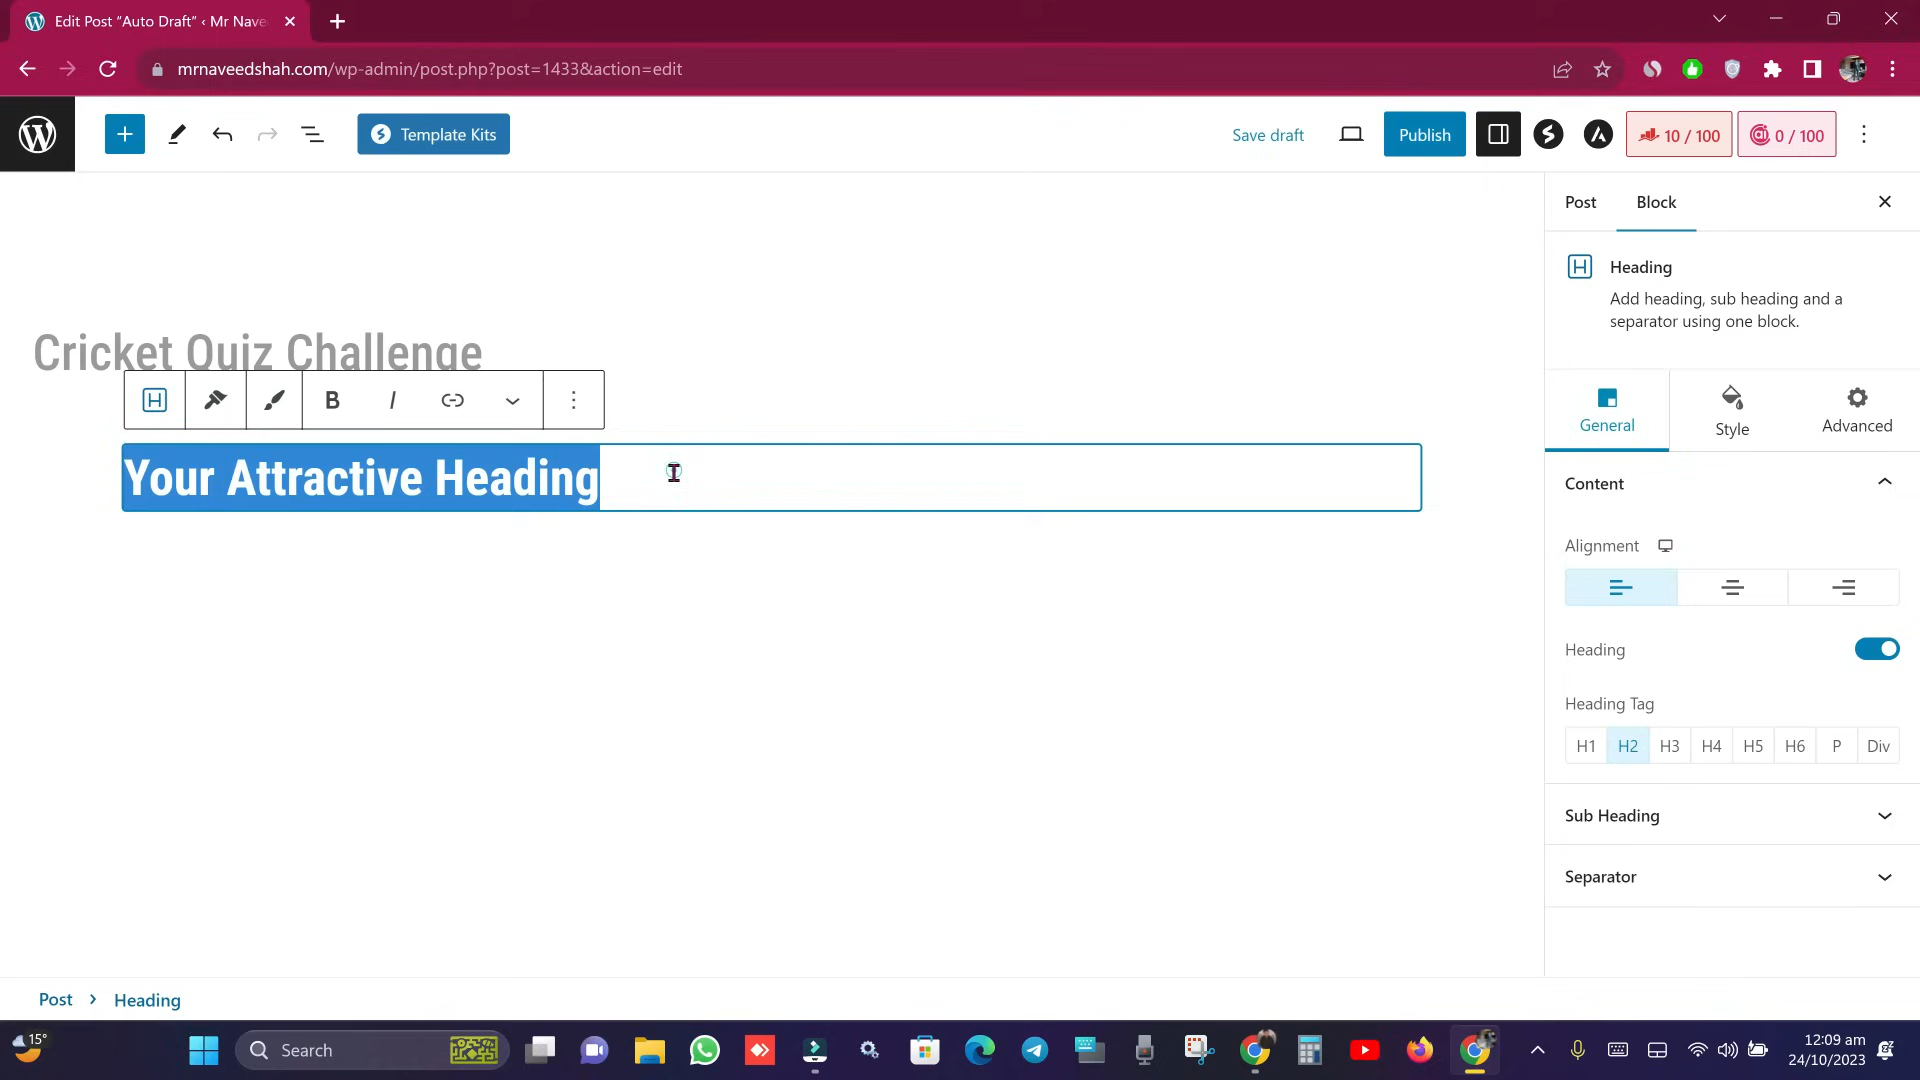 Edit Post “Auto Draft” ‹ Mr Nave
mrnaveedshah.com/wp-admin/post.php?post=1433&action=edit
Template Kits
Save draft
Publish
10 / 100
0 / 100
Post
Block
Heading
Add heading, sub heading and a
separator using one block.
Cricket Quiz Challenge
B
I
Your Attractive Heading
General
Style
Advanced
Content
Alignment
Heading
Heading Tag
H1 H2 H3 H4 H5 H6 P Div
Sub Heading
Separator
Post
Heading
15°
Search
12:09 am
24/10/2023